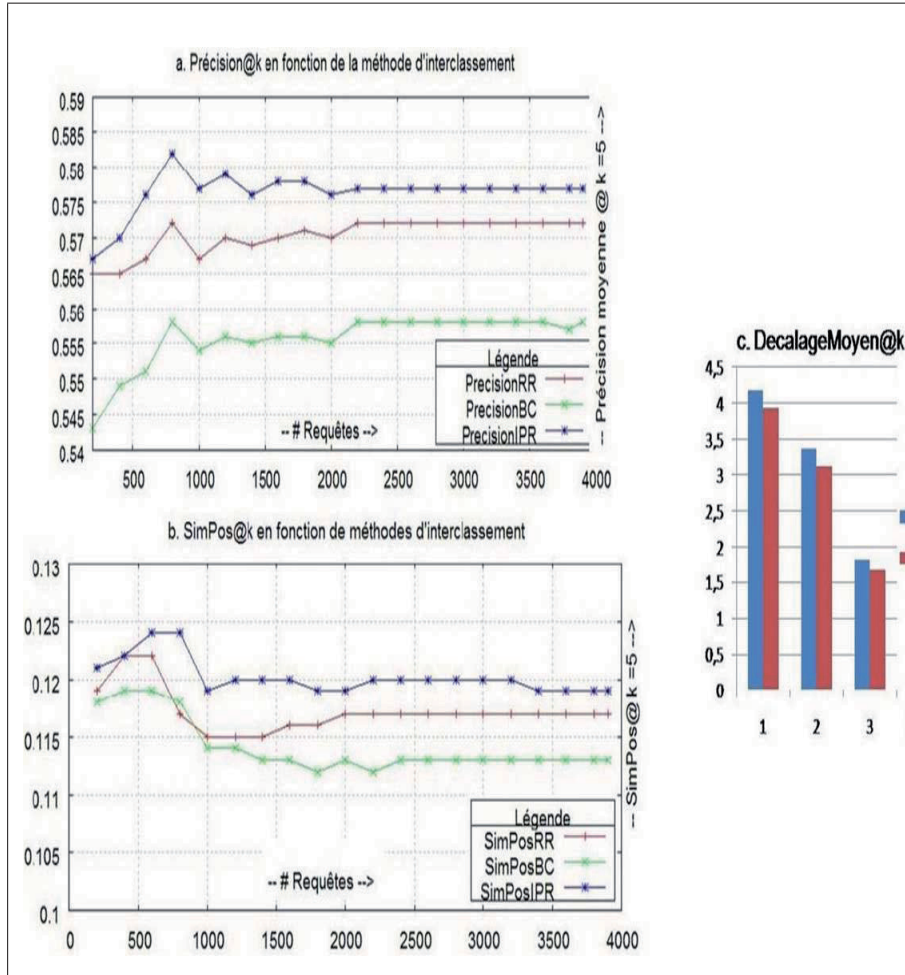 a. Précision@k en fonction de la méthode d'interclassement
0.59
0.585
0.58
0.575
0.57
0.565
0.56
0.555
0.55
0.545
0.54
-- Précision moyenne @ k =5 -->
Légende
PrecisionRR
PrecisionBC
PrecisionIPR
-- # Requêtes -->
500 1000 1500 2000 2500 3000 3500 4000
b. SimPos@k en fonction de méthodes d'interclassement
0.13
0.125
0.12
0.115
0.111
0.105
0.1
-- SimPos@k =5 -->
Légende
SimPosRR
SimPosBC
SimPosIPR
-- # Requêtes -->
0 500 1000 1500 2000 2500 3000 3500 4000
c. DecalageMoyen@k
4,5
4
3,5
3
2,5
2
1,5
1
0,5
0
1 2 3